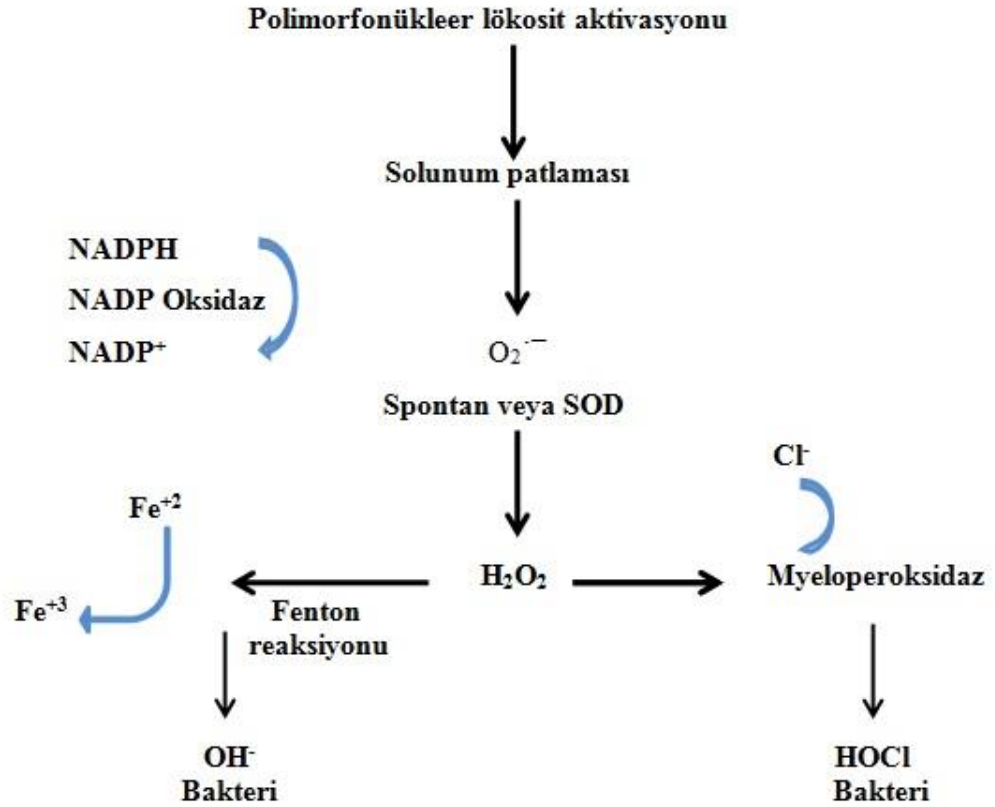 Polimorfonükleer lökosit aktivasyonu
Solunum patlaması
NADPH
NADP Oksidaz
NADP⁺
O₂·⁻
Spontan veya SOD
Cl⁻
Fe⁺²
H₂O₂
Myeloperoksidaz
Fe⁺³
Fenton
reaksiyonu
OH⁻
Bakteri
HOCl
Bakteri